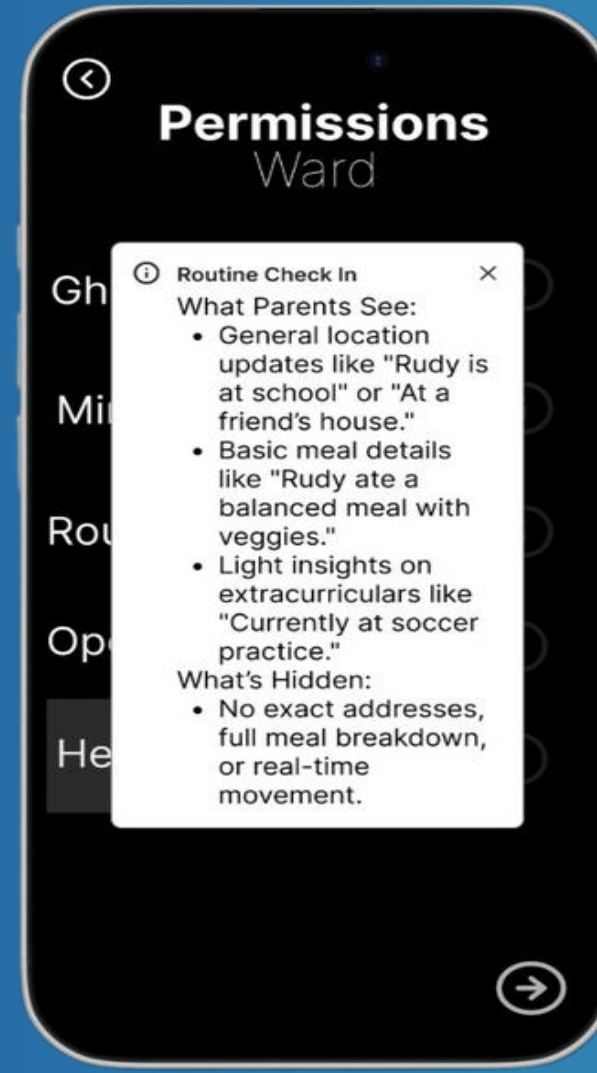 Permissions
Ward
Gh
Mi
Rou
Op
He
Routine Check In
What Parents See:
• General location
updates like "Rudy is
at school" or "At a
friend's house."
• Basic meal details
like "Rudy ate a
balanced meal with
veggies."
• Light insights on
extracurriculars like
"Currently at soccer
practice."
What's Hidden:
• No exact addresses,
full meal breakdown,
or real-time
movement.